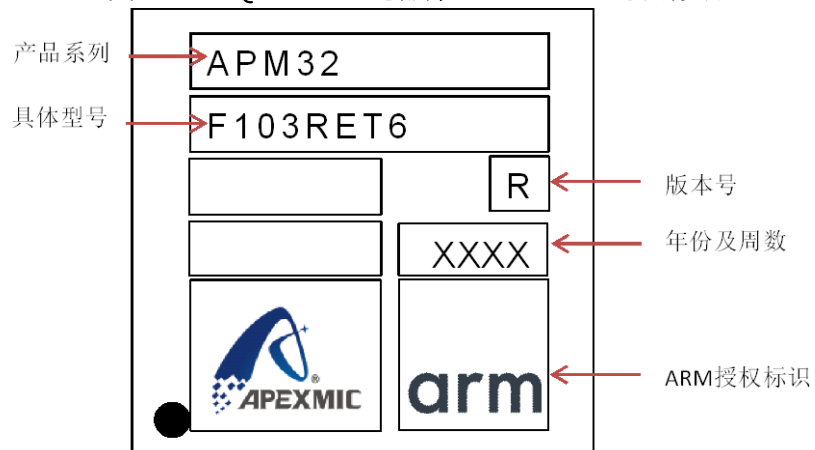 产品系列
APM32
具体型号
F103RET6
R
版本号
XXXX
年份及周数
APEXMIC
®
arm
ARM授权标识